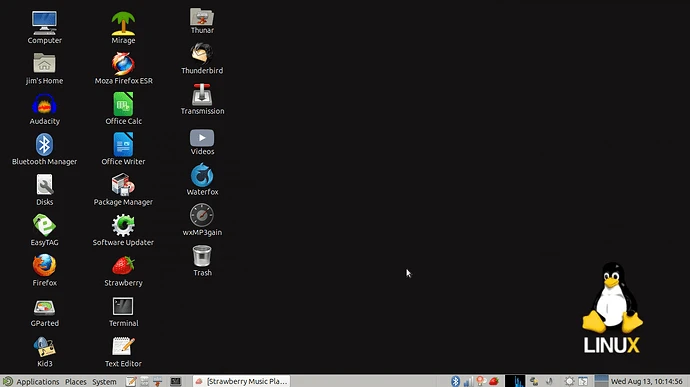 Computer
jim's Home
Audacity
Bluetooth Manager
Disks
EasyTAG
Firefox
GParted
Kid3
Mirage
Moza Firefox ESR
Office Calc
Office Writer
Package Manager
Software Updater
Strawberry
Terminal
Text Editor
Thunar
Thunderbird
Transmission
Videos
Waterfox
wxMP3gain
Trash
LINUX
Applications Places System [Strawberry Music Pla... Wed Aug 13, 10:14:56